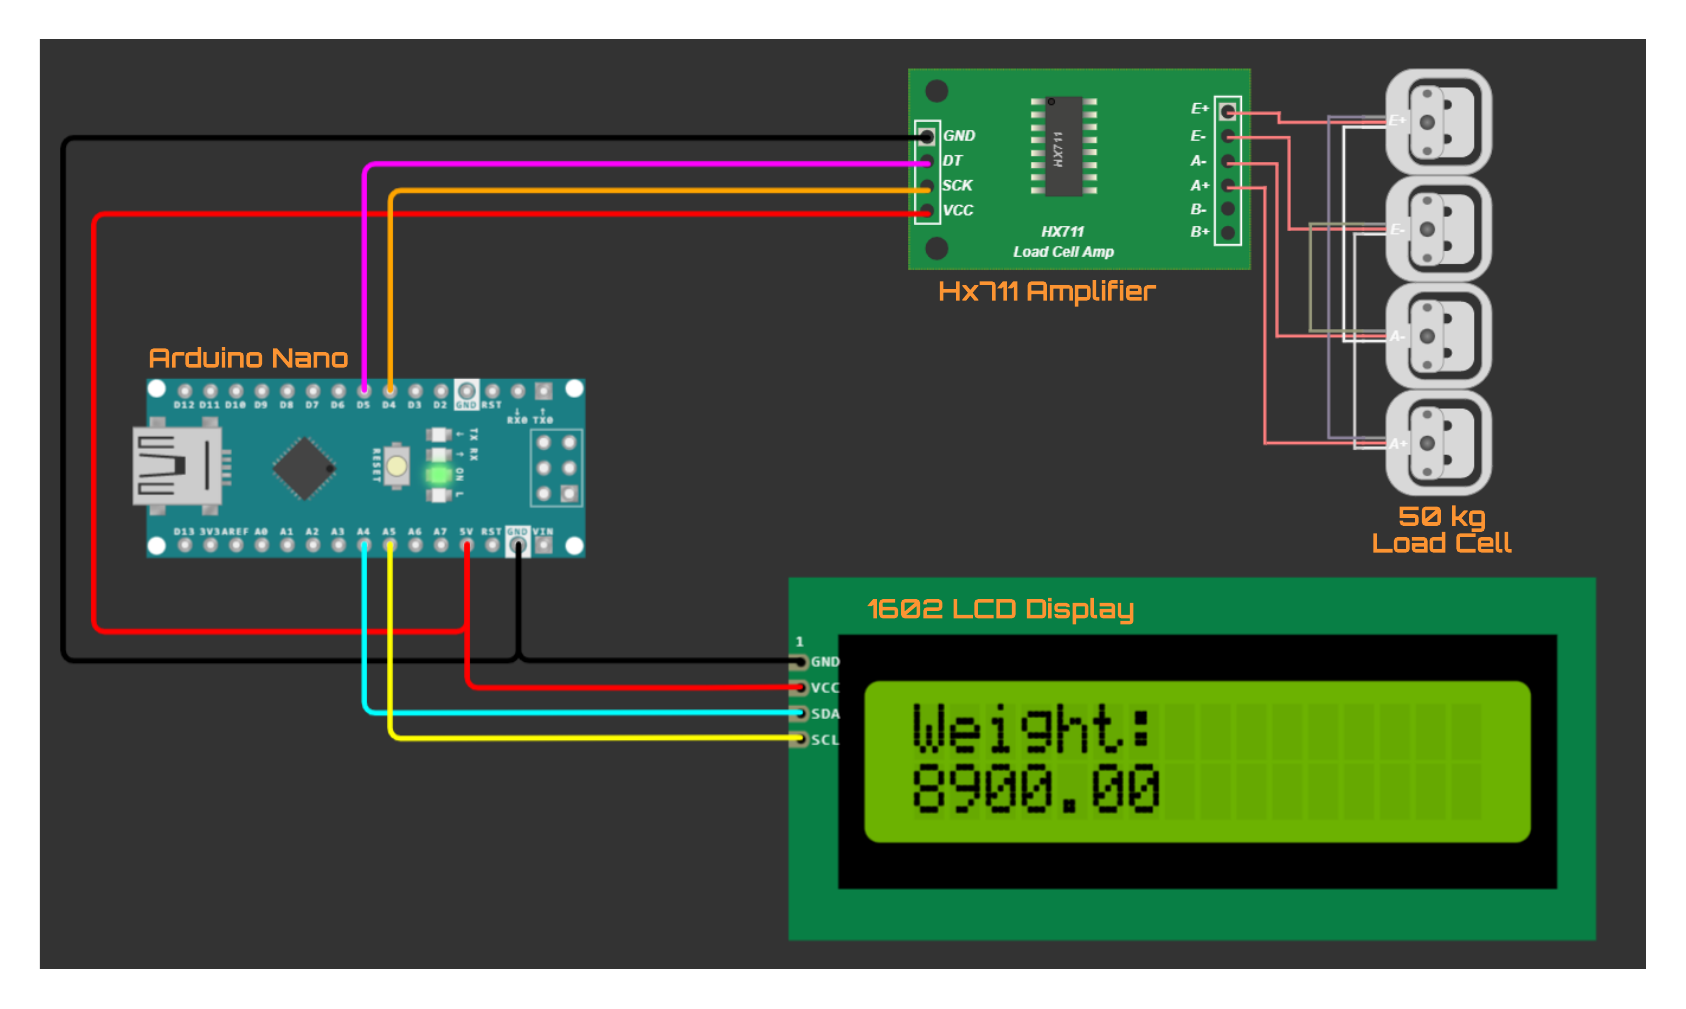 E+
GND
E-
DT
A-
SCK
A+
VCC
B-
B+
HX711
HX711
Load Cell Amp
Hx711 Amplifier
E+
E-
A-
A+
50 kg
Load Cell
Arduino Nano
D12 D11 D10 D9 D8 D7 D6 D5 D4 D3 D2 GND RST
↓ ↑
RX0 TX0
TX RX
↓ ↑ ON L
RESET
D13 3V3 AREF A0 A1 A2 A3 A4 A5 A6 A7 5V RST GND VIN
1602 LCD Display
1
GND
VCC
SDA
SCL
Weight:
8900.00